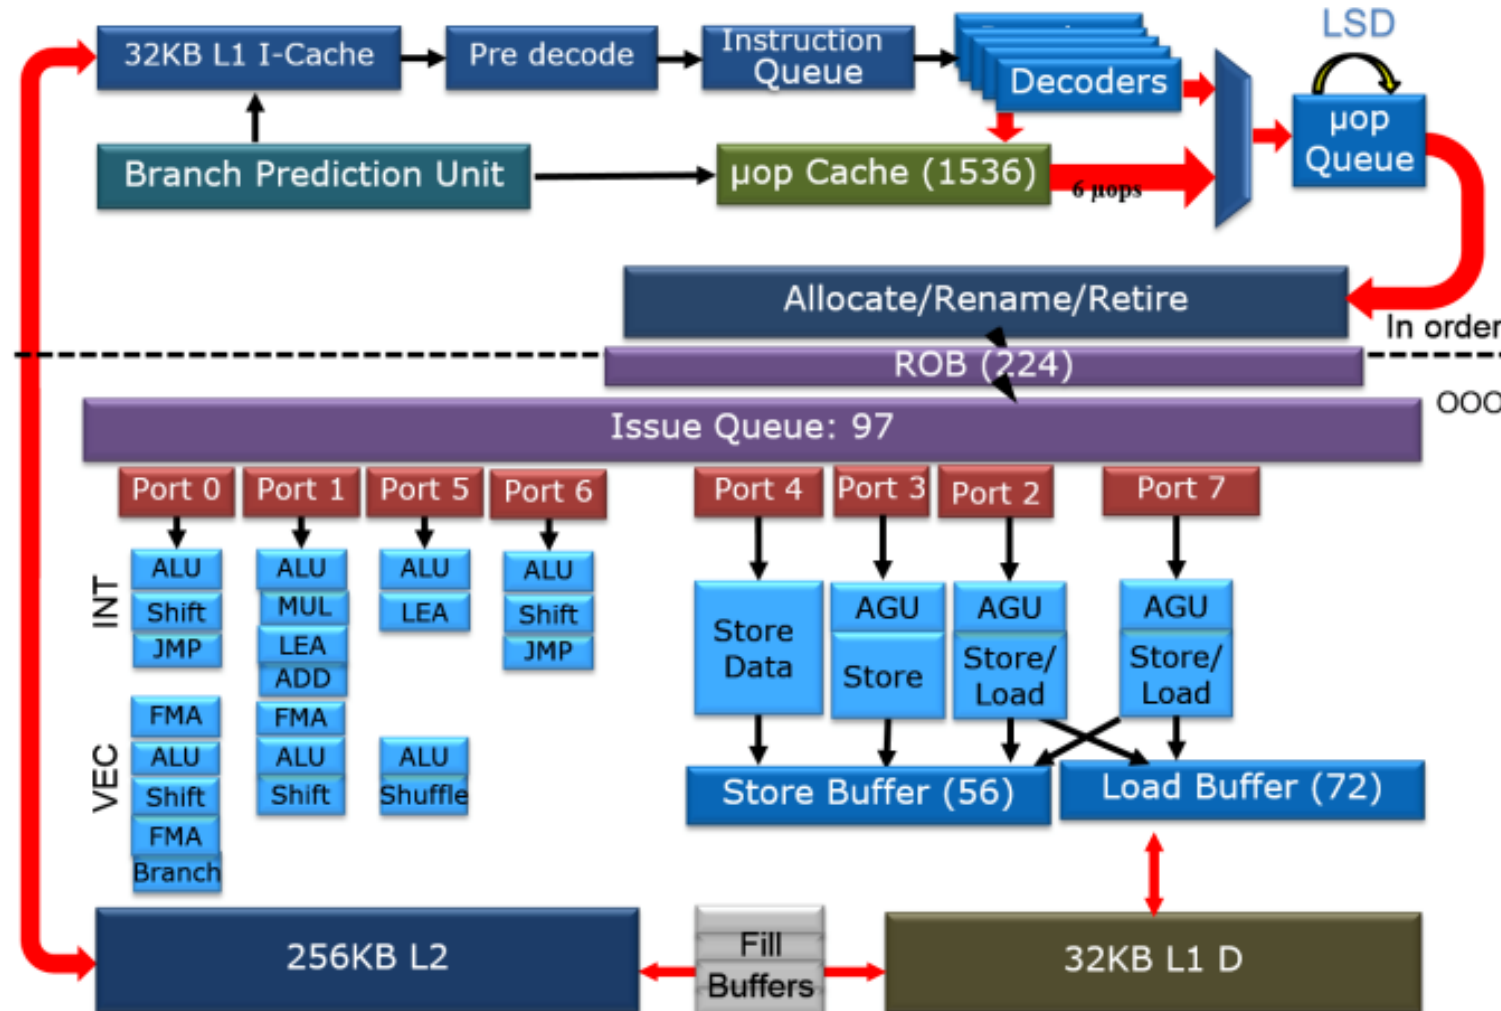 LSD
32KB L1 I-Cache
Pre decode
Instruction
Queue
Decoders
µop
Queue
Branch Prediction Unit
µop Cache (1536)
6 µops
Allocate/Rename/Retire
In order
ROB (224)
OOO
Issue Queue: 97
Port 0
Port 1
Port 5
Port 6
Port 4
Port 3
Port 2
Port 7
INT
ALU
Shift
JMP
ALU
MUL
LEA
ADD
ALU
LEA
ALU
Shift
JMP
Store
Data
AGU
Store
AGU
Store/
Load
AGU
Store/
Load
VEC
FMA
ALU
Shift
FMA
Branch
FMA
ALU
Shift
ALU
Shuffle
Store Buffer (56)
Load Buffer (72)
256KB L2
Fill
Buffers
32KB L1 D